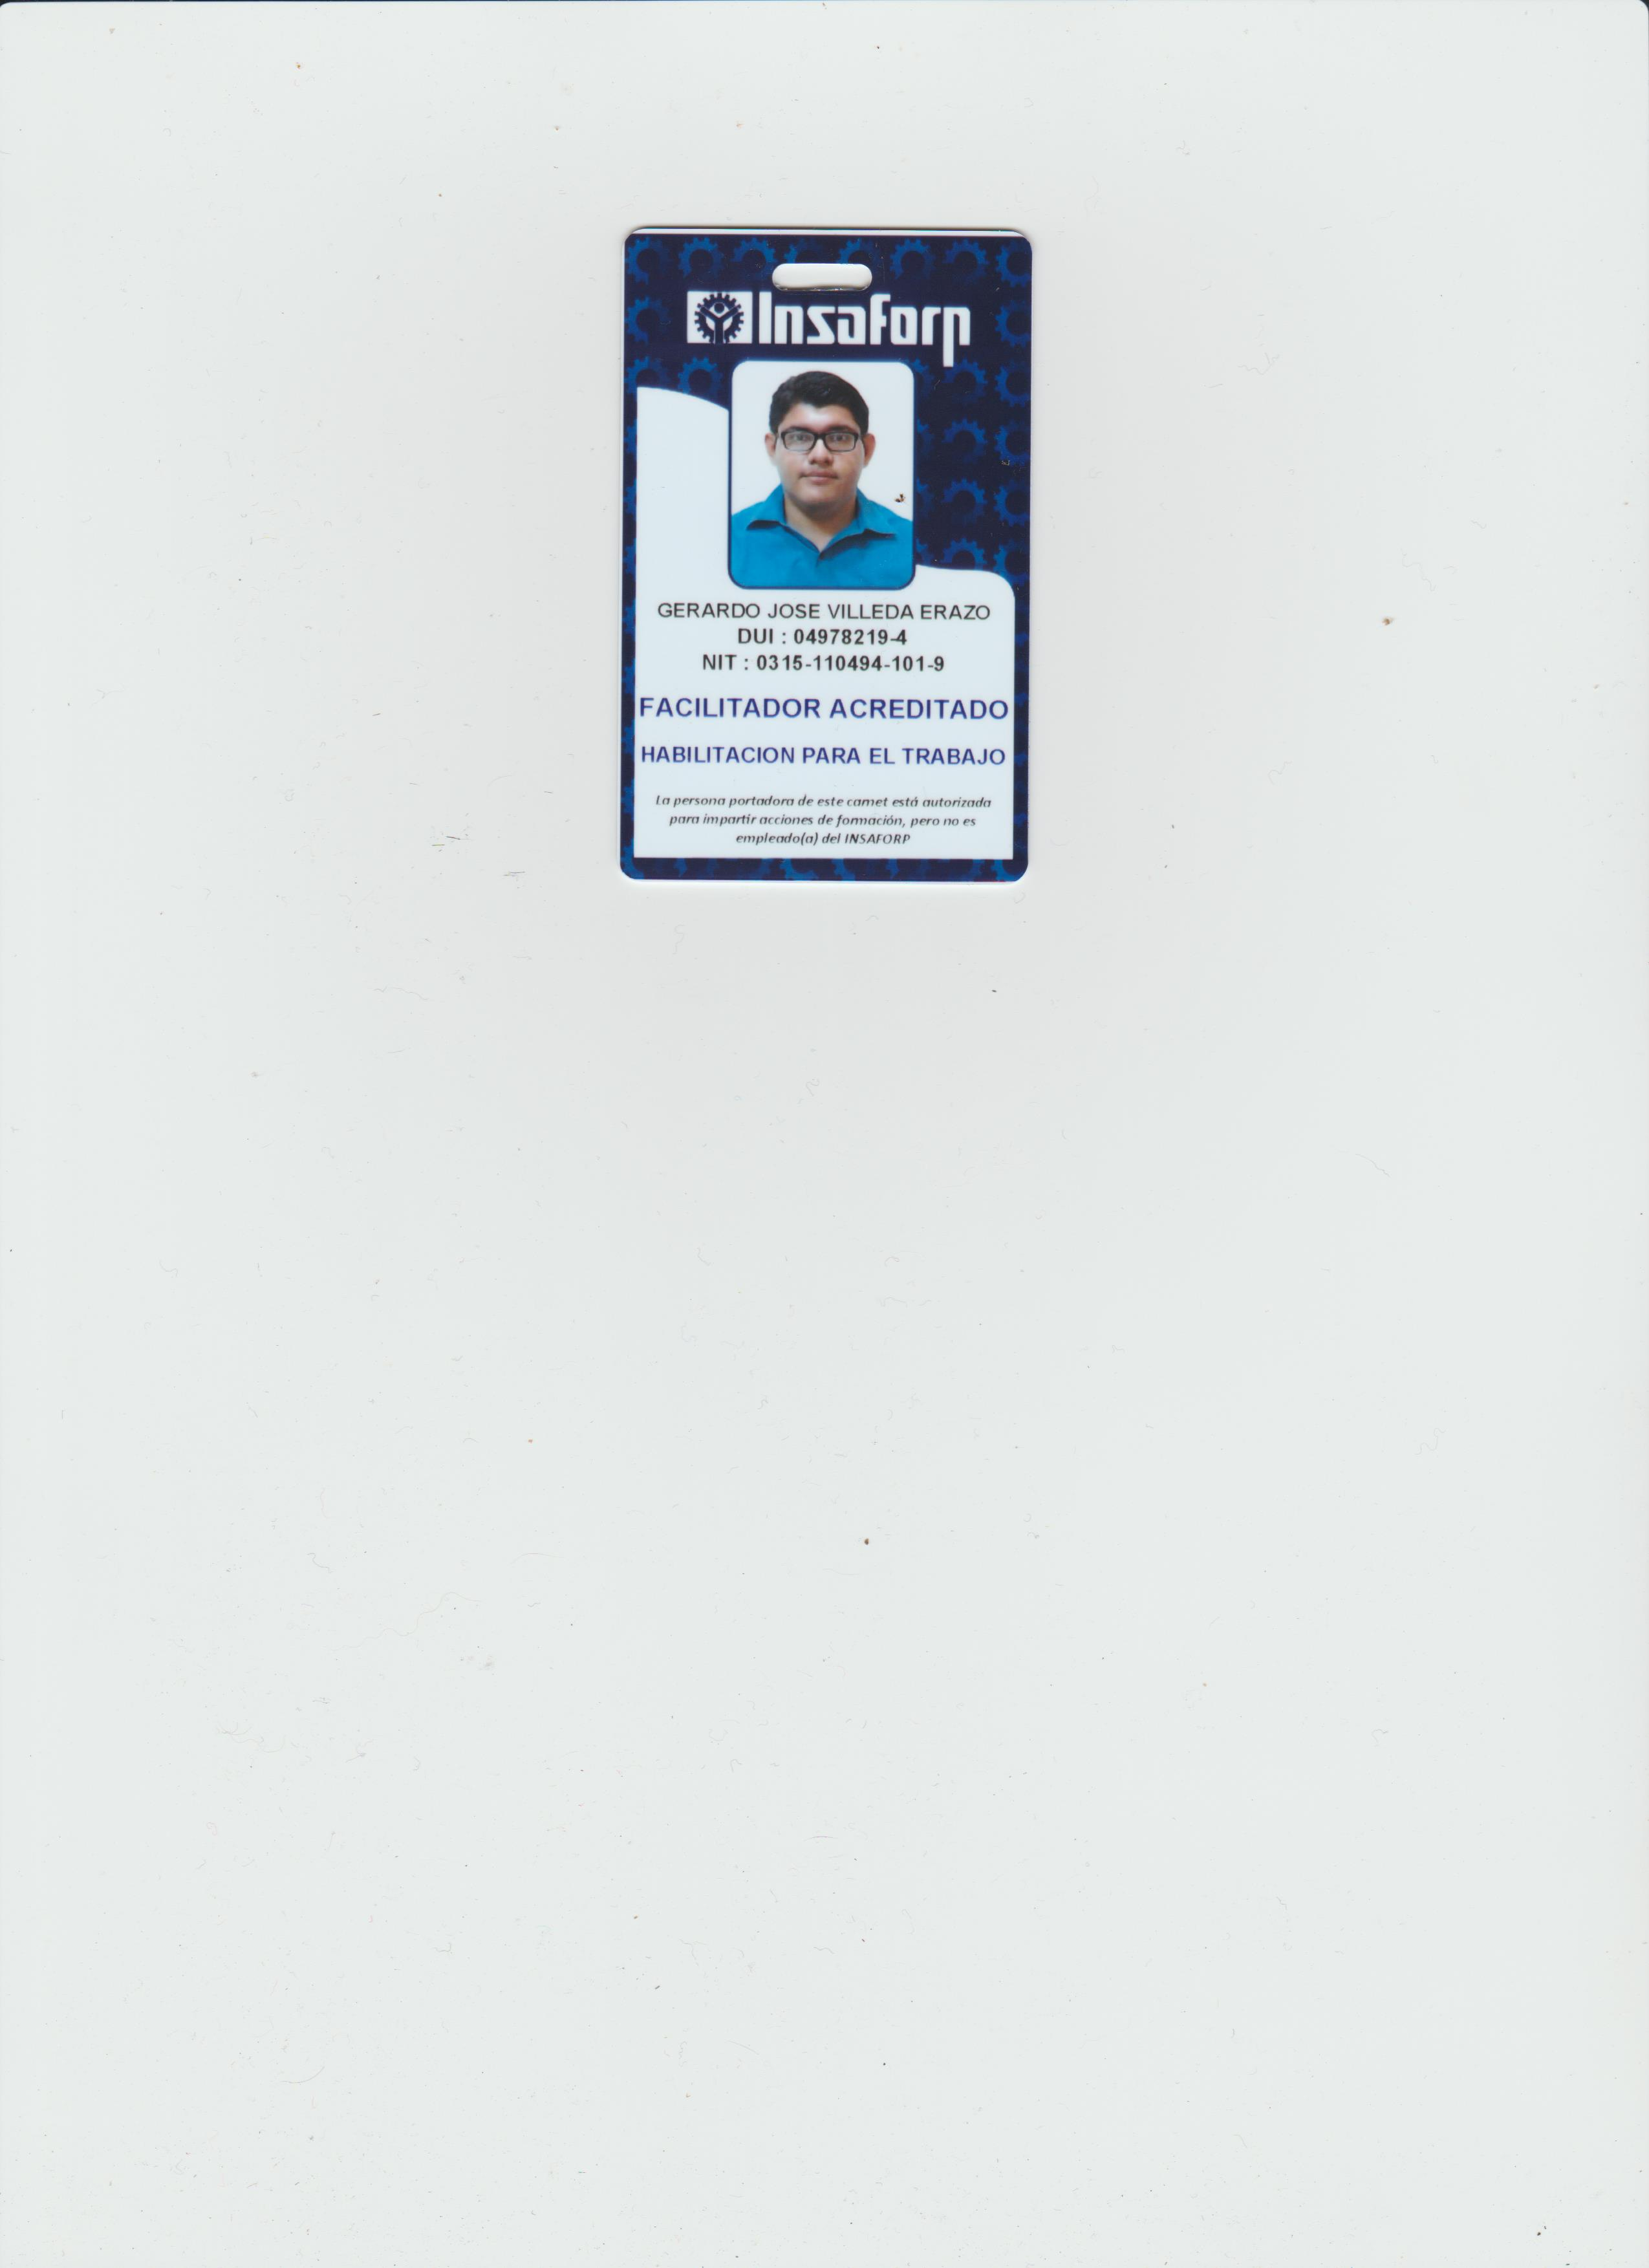 Insaforp
GERARDO JOSE VILLEDA ERAZO
DUI : 04978219-4
NIT : 0315-110494-101-9
FACILITADOR ACREDITADO
HABILITACION PARA EL TRABAJO
La persona portadora de este carnet está autorizada
para impartir acciones de formación, pero no es
empleado(a) del INSAFORP